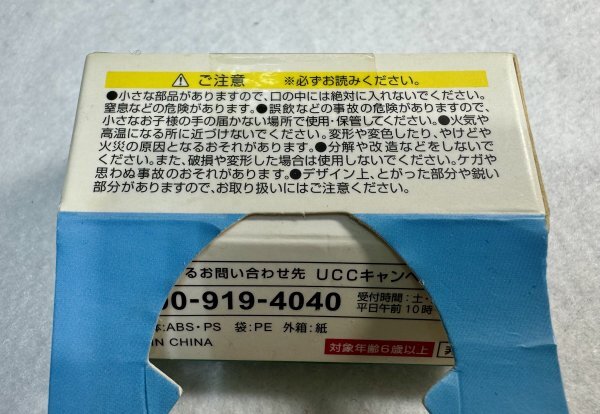 ⚠ ご注意 ※必ずお読みください。
●小さな部品がありますので、口の中には絶対に入れないでください。
窒息などの危険があります。●誤飲などの事故の危険がありますので、
小さなお子様の手の届かない場所で使用・保管してください。●火気や
高温になる所に近づけないでください。変形や変色したり、やけどや
火災の原因となるおそれがあります。●分解や改造などをしないで
ください。また、破損や変形した場合は使用しないでください。ケガや
思わぬ事故のおそれがあります。●デザイン上、とがった部分や鋭い
部分がありますので、お取り扱いにはご注意ください。
るお問い合わせ先 UCCキャンペ
0-919-4040 受付時間:土・
平日午前10時
:ABS・PS 袋:PE 外箱:紙
IN CHINA
対象年齢6歳以上